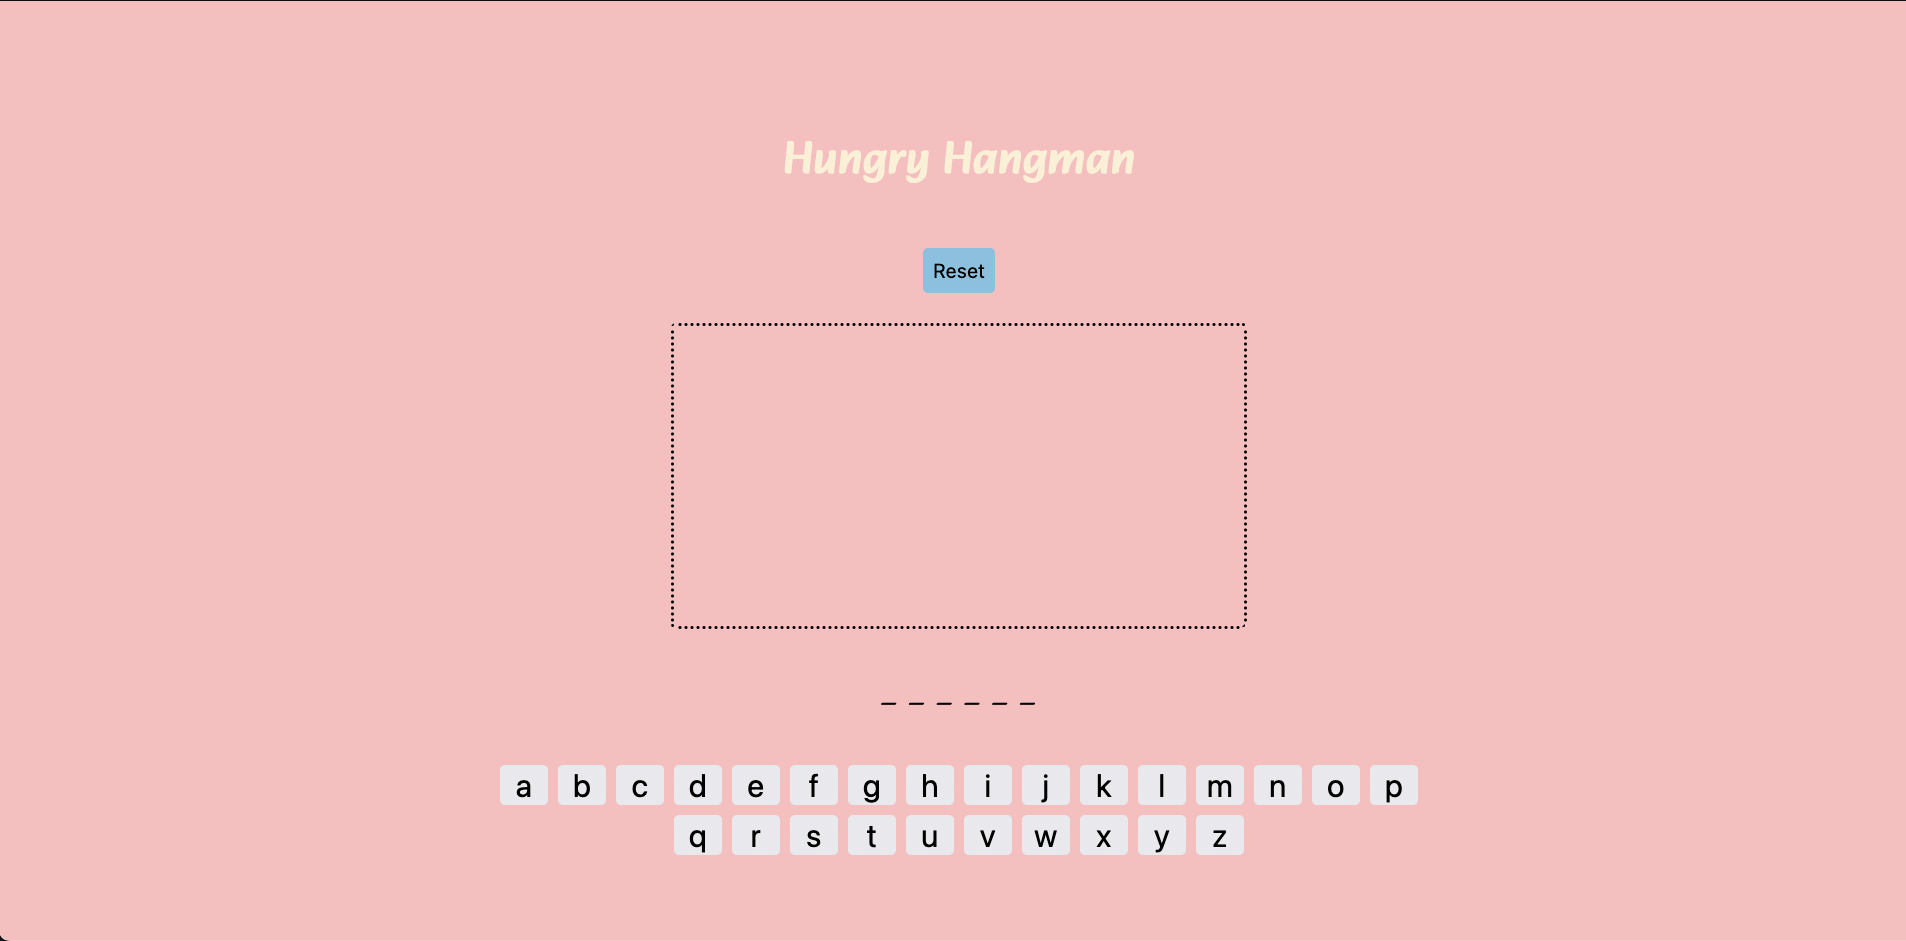 Hungry Hangman
Reset
_ _ _ _ _ _
a b c d e f g h i j k l m n o p
q r s t u v w x y z